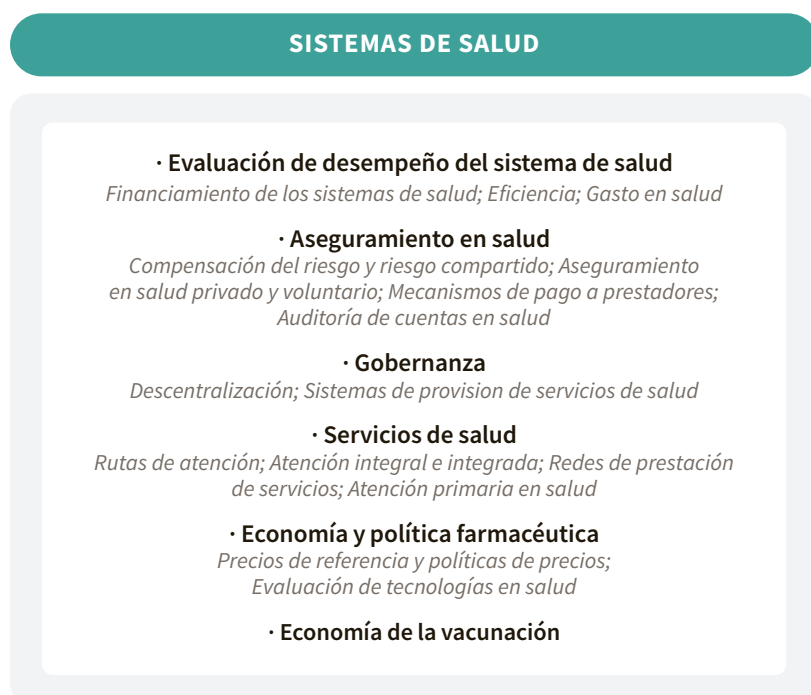 SISTEMAS DE SALUD
· Evaluación de desempeño del sistema de salud
Financiamiento de los sistemas de salud; Eficiencia; Gasto en salud
· Aseguramiento en salud
Compensación del riesgo y riesgo compartido; Aseguramiento
en salud privado y voluntario; Mecanismos de pago a prestadores;
Auditoría de cuentas en salud
· Gobernanza
Descentralización; Sistemas de provision de servicios de salud
· Servicios de salud
Rutas de atención; Atención integral e integrada; Redes de prestación
de servicios; Atención primaria en salud
· Economía y política farmacéutica
Precios de referencia y políticas de precios;
Evaluación de tecnologías en salud
· Economía de la vacunación